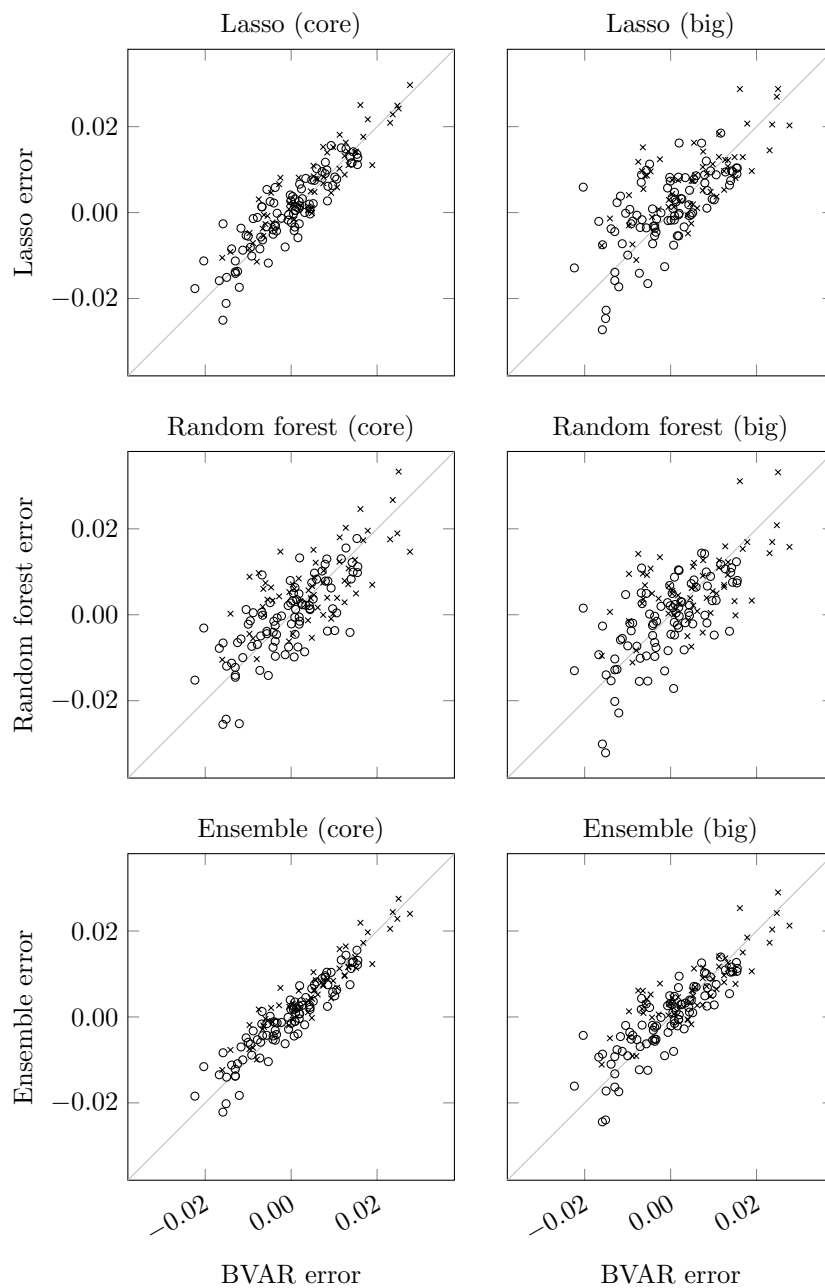 Lasso (core)
Lasso (big)
0.02
0.00
−0.02
Lasso error
Random forest (core)
Random forest (big)
0.02
0.00
−0.02
Random forest error
Ensemble (core)
Ensemble (big)
0.02
0.00
−0.02
Ensemble error
−0.02 0.00 0.02
−0.02 0.00 0.02
BVAR error
BVAR error